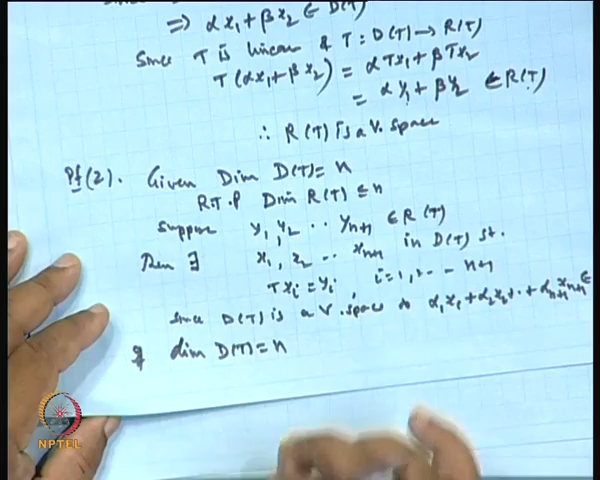 ⇒ αx₁ + βx₂ ∈ D(T)
Since T is linear & T : D(T) → R(T)
T(αx₁ + βx₂) = αTx₁ + βTx₂
= αy₁ + βy₂ ∈ R(T)
∴ R(T) is a v. space
Pf(2). Given Dim D(T) = n
R.T.P Dim R(T) ≤ n
Suppose y₁, y₂ .. yₙ₊₁ ∈ R(T)
Then ∃ x₁, x₂ .. xₙ₊₁ in D(T) st.
Txᵢ = yᵢ i = 1, 2 - - n+1
Since D(T) is a v. space so α₁x₁ + α₂x₂ + .. + αₙ₊₁xₙ₊₁ ∈
dim D(T) = n
NPTEL